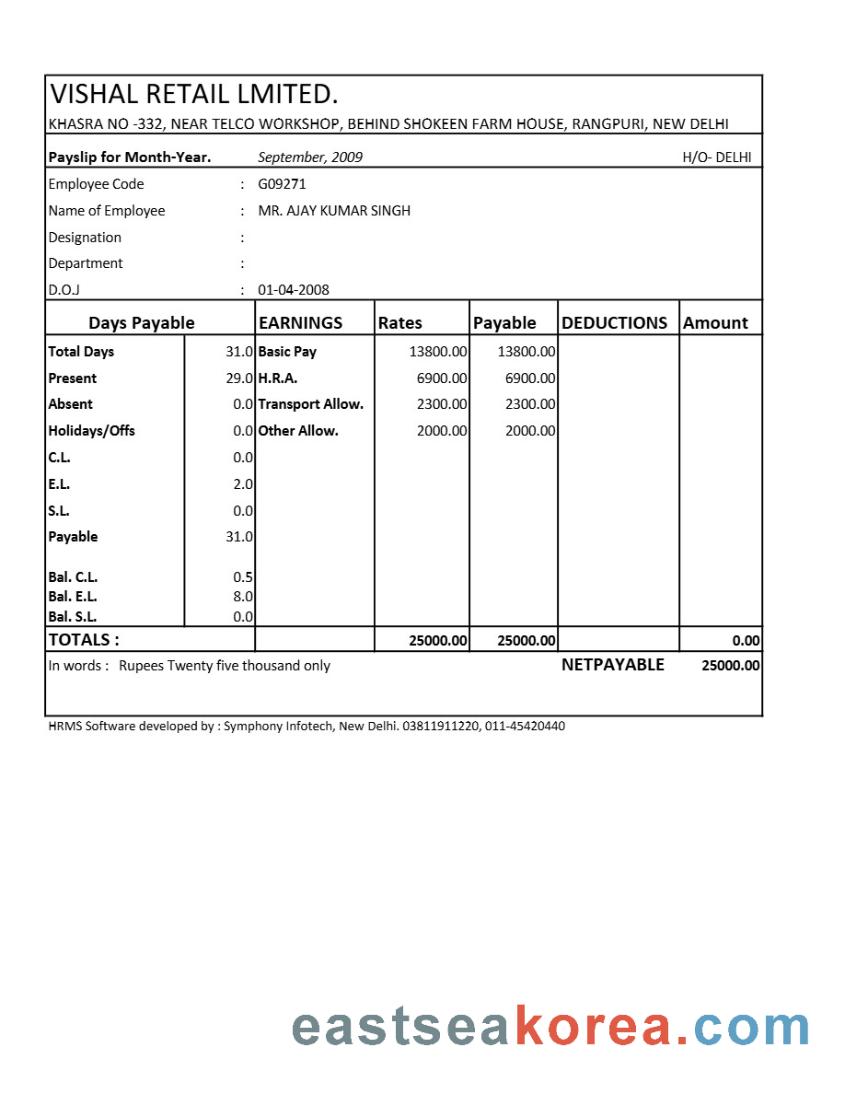 VISHAL RETAIL LMITED.
KHASRA NO -332, NEAR TELCO WORKSHOP, BEHIND SHOKEEN FARM HOUSE, RANGPURI, NEW DELHI
Payslip for Month-Year. September, 2009 H/O- DELHI
Employee Code : G09271
Name of Employee : MR. AJAY KUMAR SINGH
Designation :
Department :
D.O.J : 01-04-2008
Days Payable EARNINGS Rates Payable DEDUCTIONS Amount
Total Days 31.0 Basic Pay 13800.00 13800.00
Present 29.0 H.R.A. 6900.00 6900.00
Absent 0.0 Transport Allow. 2300.00 2300.00
Holidays/Offs 0.0 Other Allow. 2000.00 2000.00
C.L. 0.0
E.L. 2.0
S.L. 0.0
Payable 31.0
Bal. C.L. 0.5
Bal. E.L. 8.0
Bal. S.L. 0.0
TOTALS : 25000.00 25000.00 0.00
In words : Rupees Twenty five thousand only NETPAYABLE 25000.00
HRMS Software developed by : Symphony Infotech, New Delhi. 03811911220, 011-45420440
eastseakorea.com